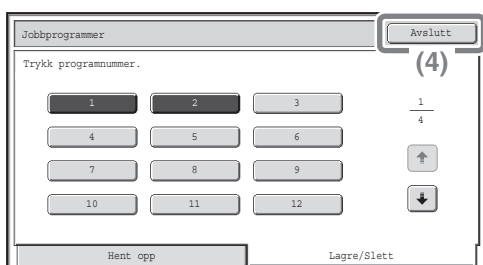 Jobbprogrammer
Avslutt
(4)
Trykk programnummer.
1 2 3
4 5 6
7 8 9
10 11 12
1
4
Hent opp
Lagre/Slett